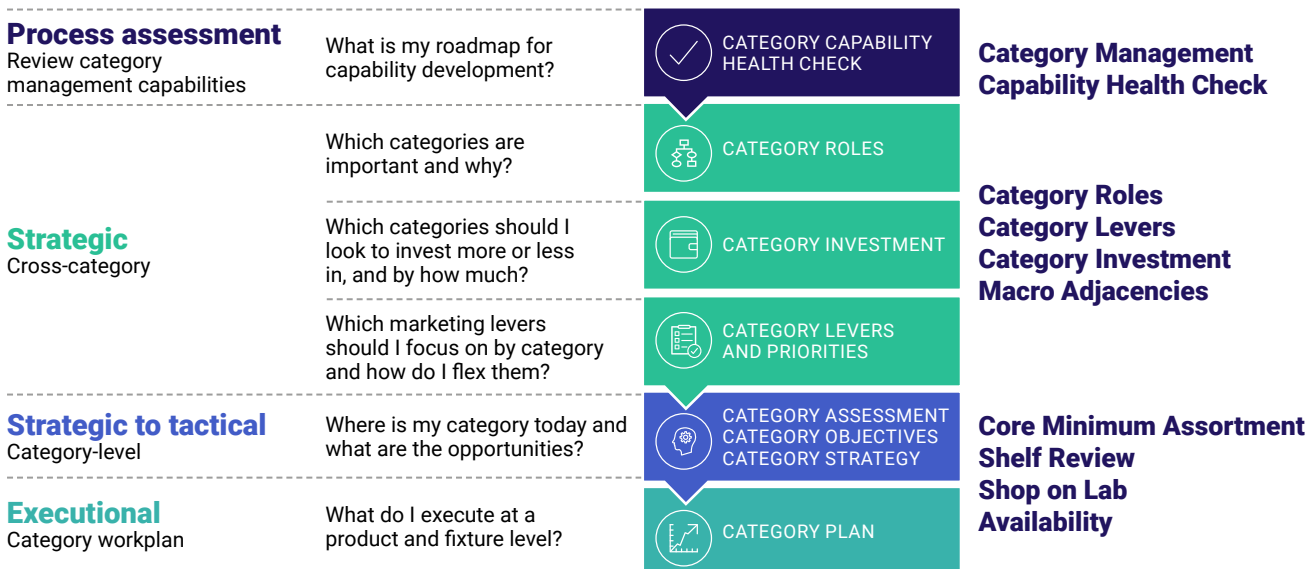 Process assessment
Review category
management capabilities
What is my roadmap for
capability development?
CATEGORY CAPABILITY
HEALTH CHECK
Category Management
Capability Health Check
Strategic
Cross-category
Which categories are
important and why?
CATEGORY ROLES
Which categories should I
look to invest more or less
in, and by how much?
CATEGORY INVESTMENT
Which marketing levers
should I focus on by category
and how do I flex them?
CATEGORY LEVERS
AND PRIORITIES
Category Roles
Category Levers
Category Investment
Macro Adjacencies
Strategic to tactical
Category-level
Where is my category today and
what are the opportunities?
CATEGORY ASSESSMENT
CATEGORY OBJECTIVES
CATEGORY STRATEGY
Executional
Category workplan
What do I execute at a
product and fixture level?
CATEGORY PLAN
Core Minimum Assortment
Shelf Review
Shop on Lab
Availability